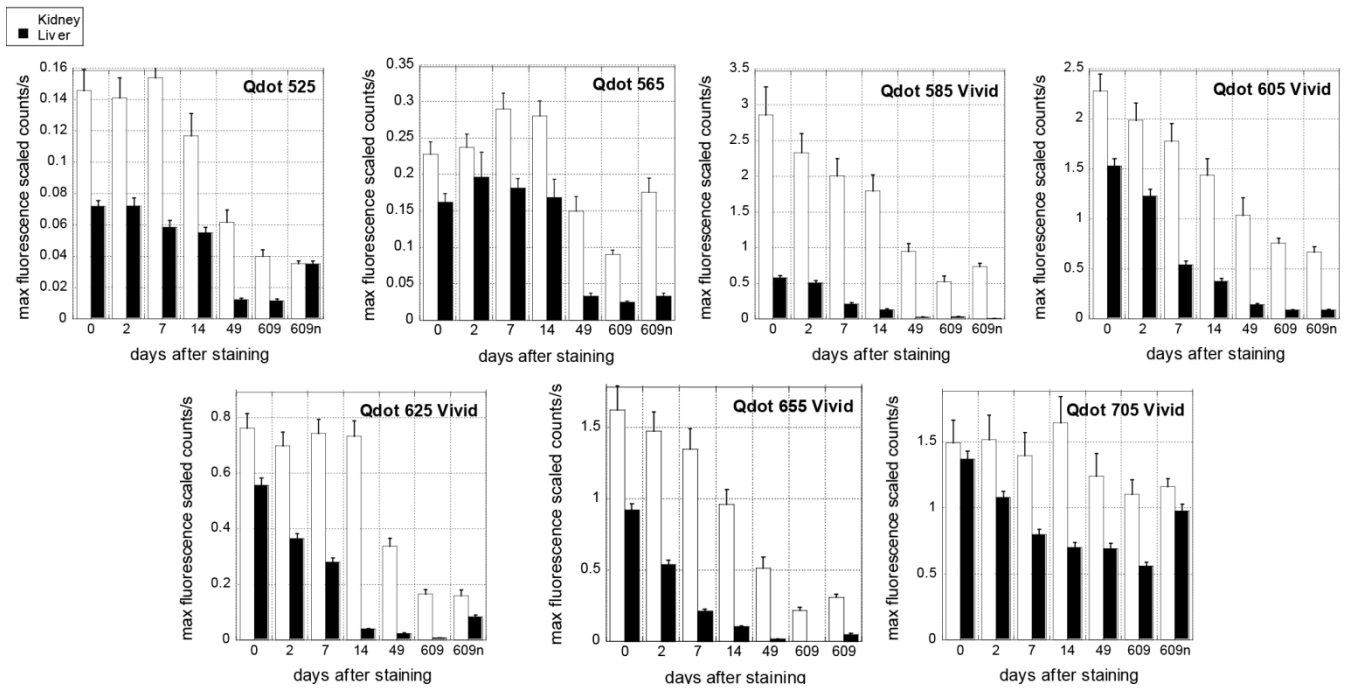 Kidney
Liver
Qdot 525
max fluorescence scaled counts/s
0.16
0.14
0.12
0.1
0.08
0.06
0.04
0.02
0
0 2 7 14 49 609 609n
days after staining
Qdot 565
max fluorescence scaled counts/s
0.35
0.3
0.25
0.2
0.15
0.1
0.05
0
0 2 7 14 49 609 609n
days after staining
Qdot 585 Vivid
max fluorescence scaled counts/s
3.5
3
2.5
2
1.5
1
0.5
0
0 2 7 14 49 609 609n
days after staining
Qdot 605 Vivid
max fluorescence scaled counts/s
2.5
2
1.5
1
0.5
0
0 2 7 14 49 609 609n
days after staining
Qdot 625 Vivid
max fluorescence scaled counts/s
0.8
0.6
0.4
0.2
0
0 2 7 14 49 609 609n
days after staining
Qdot 655 Vivid
max fluorescence scaled counts/s
1.5
1
0.5
0
0 2 7 14 49 609 609n
days after staining
Qdot 705 Vivid
max fluorescence scaled counts/s
1.5
1
0.5
0
0 2 7 14 49 609 609n
days after staining